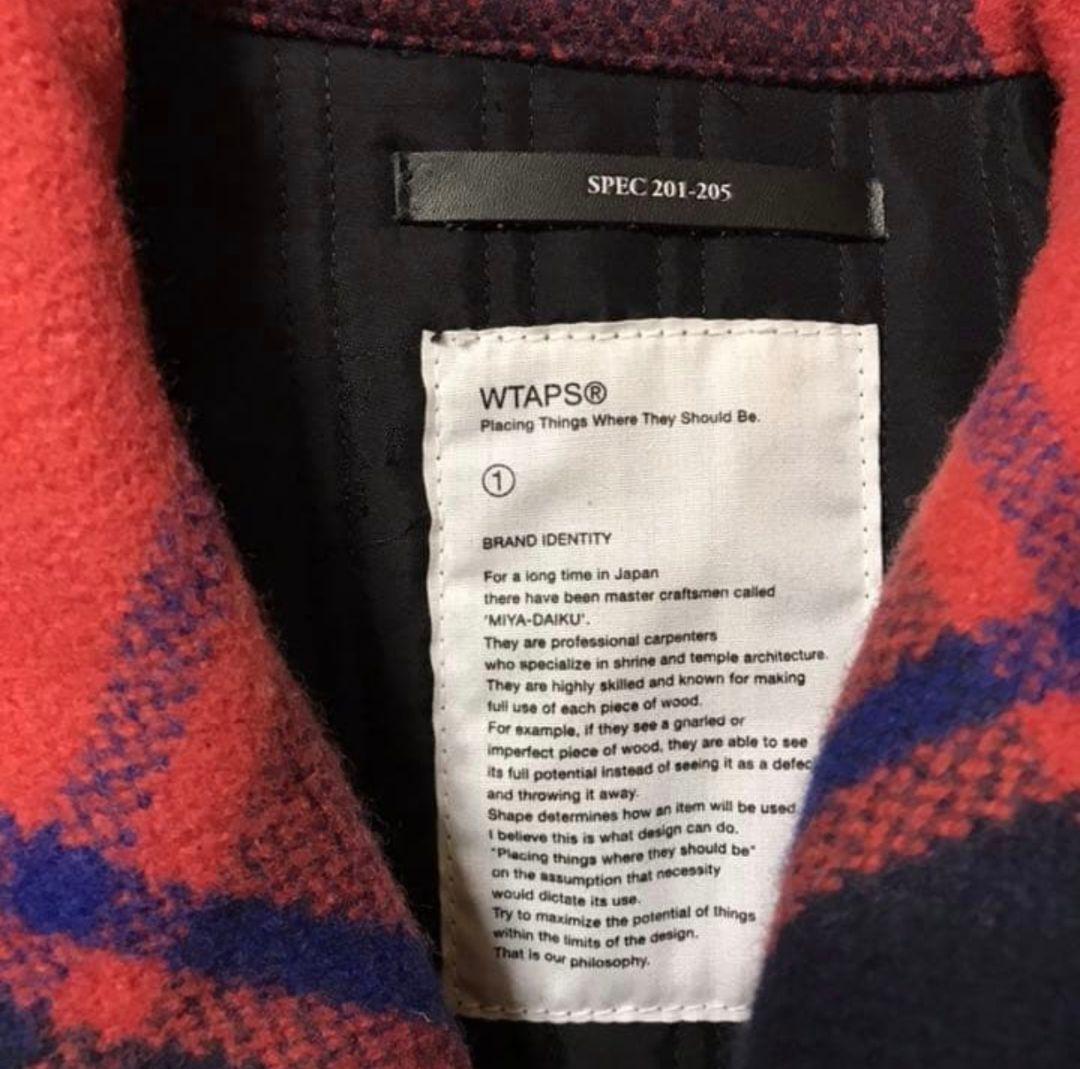 SPEC 201-205
WTAPS®
Placing Things Where They Should Be.
①
BRAND IDENTITY
For a long time in Japan
there have been master craftsmen called
'MIYA-DAIKU'.
They are professional carpenters
who specialize in shrine and temple architecture.
They are highly skilled and known for making
full use of each piece of wood.
For example, if they see a gnarled or
imperfect piece of wood, they are able to see
its full potential instead of seeing it as a defec
and throwing it away.
Shape determines how an item will be used.
I believe this is what design can do.
"Placing things where they should be"
on the assumption that necessity
would dictate its use.
Try to maximize the potential of things
within the limits of the design.
That is our philosophy.